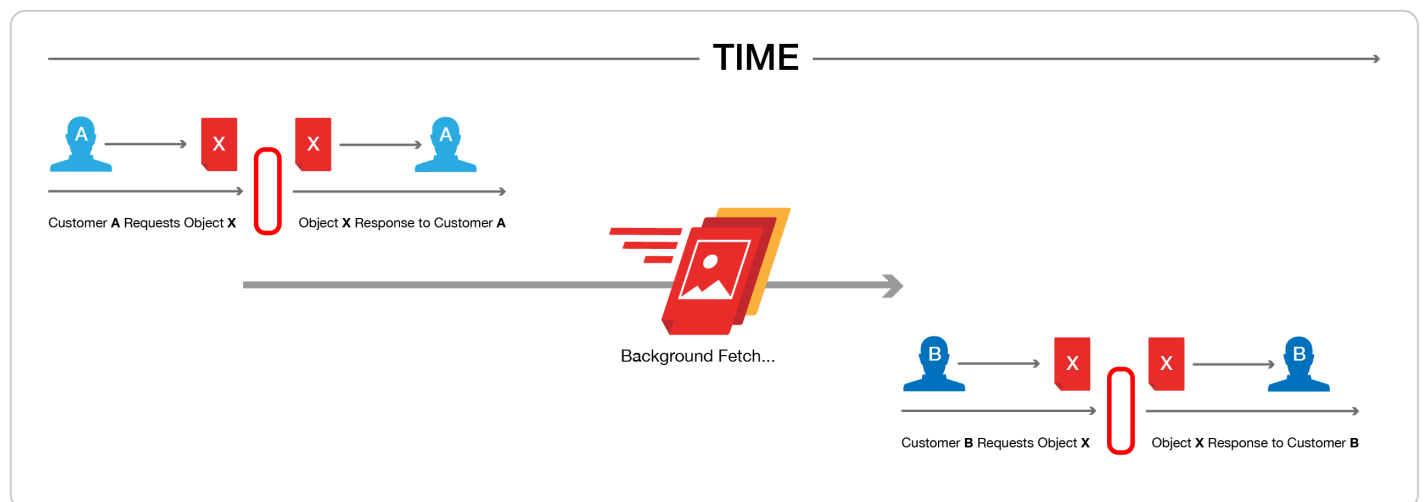 TIME
A
X
X
A
Customer A Requests Object X
Object X Response to Customer A
Background Fetch...
B
X
X
B
Customer B Requests Object X
Object X Response to Customer B